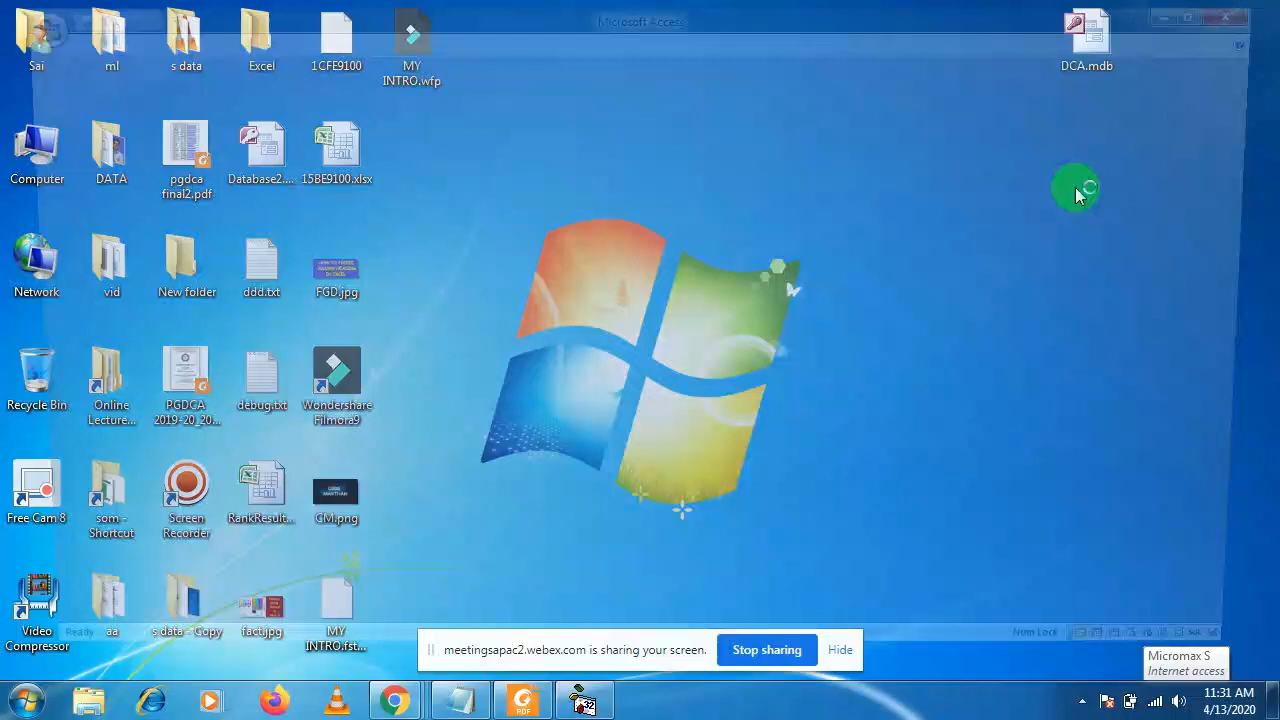 Microsoft Access
Sai
ml
s data
Excel
1CFE9100
MY
INTRO.wfp
DCA.mdb
Computer
DATA
pgdca
final2.pdf
Database2....
15BE9100.xlsx
Network
vid
New folder
ddd.txt
FGD.jpg
Recycle Bin
Online
Lecture...
PGDCA
2019-20_20...
debug.txt
Wondershare
Filmora9
Free Cam 8
som -
Shortcut
Screen
Recorder
RankResult...
CM.png
Video
Compressor
aa
s data - Copy
fact.jpg
MY
INTRO.fst...
Ready
Num Lock
meetingsapac2.webex.com is sharing your screen.
Stop sharing
Hide
Micromax S
Internet access
PDF
11:31 AM
4/13/2020